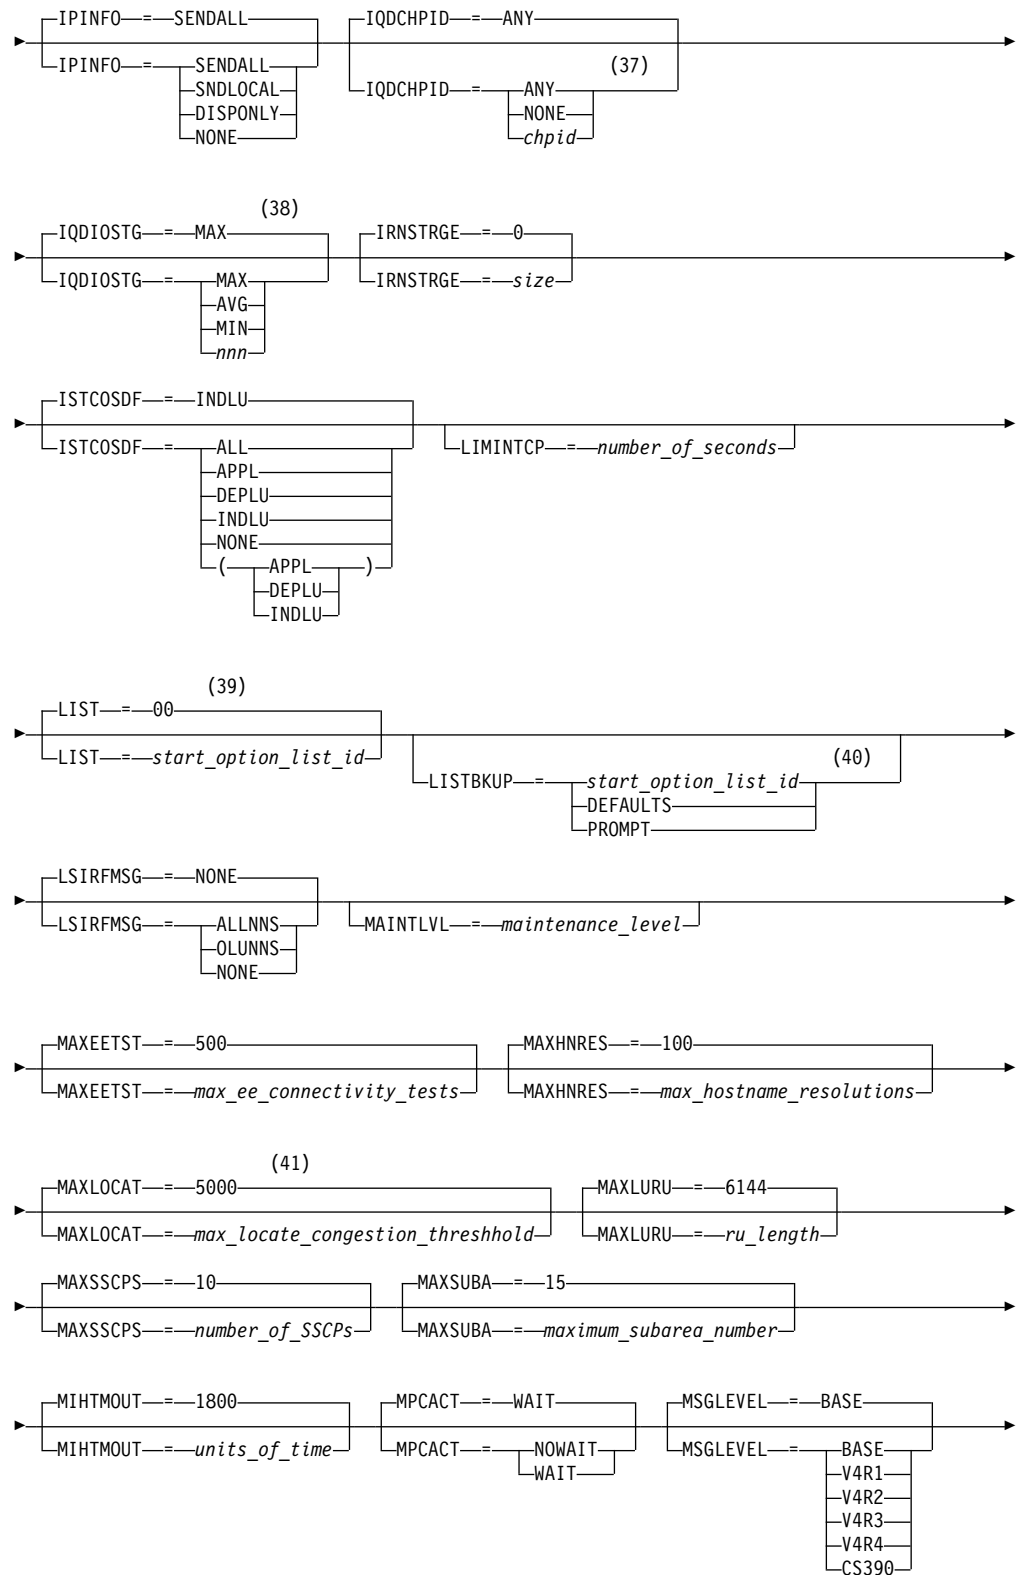 IPINFO = SENDALL IQDCHPID = ANY
(37)
IPINFO = SENDALL IQDCHPID = ANY
SNDLOCAL NONE
DISPONLY chpid
NONE
(38)
IQDIOSTG = MAX IRNSTRGE = 0
IQDIOSTG = MAX IRNSTRGE = size
AVG
MIN
nnn
ISTCOSDF = INDLU
ISTCOSDF = ALL LIMINTCP = number_of_seconds
APPL
DEPLU
INDLU
NONE
( APPL )
DEPLU
INDLU
(39)
LIST = 00
LIST = start_option_list_id (40)
LISTBKUP = start_option_list_id
DEFAULTS
PROMPT
LSIRFMSG = NONE
LSIRFMSG = ALLNNS MAINTLVL = maintenance_level
OLUNNS
NONE
MAXEETST = 500 MAXHNRES = 100
MAXEETST = max_ee_connectivity_tests MAXHNRES = max_hostname_resolutions
(41)
MAXLOCAT = 5000 MAXLURU = 6144
MAXLOCAT = max_locate_congestion_threshhold MAXLURU = ru_length
MAXSSCPS = 10 MAXSUBA = 15
MAXSSCPS = number_of_SSCPs MAXSUBA = maximum_subarea_number
MIHTMOUT = 1800 MPCACT = WAIT MSGLEVEL = BASE
MIHTMOUT = units_of_time MPCACT = NOWAIT MSGLEVEL = BASE
WAIT V4R1
V4R2
V4R3
V4R4
CS390